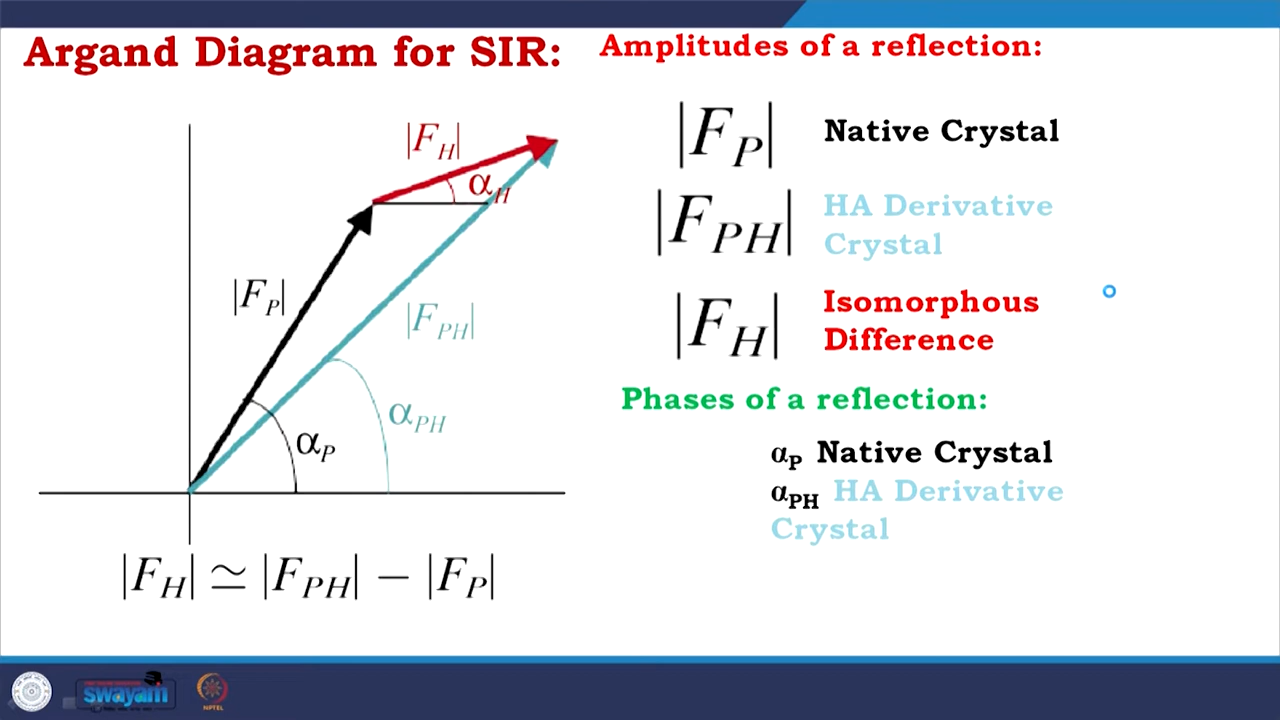 Argand Diagram for SIR:
Amplitudes of a reflection:
|F_H|
α_H
|F_P|
|F_PH|
α_PH
α_P
|F_H| ≃ |F_PH| − |F_P|
|F_P| Native Crystal
|F_PH| HA Derivative
Crystal
|F_H| Isomorphous
Difference
Phases of a reflection:
α_P Native Crystal
α_PH HA Derivative
Crystal
swayam
NPTEL